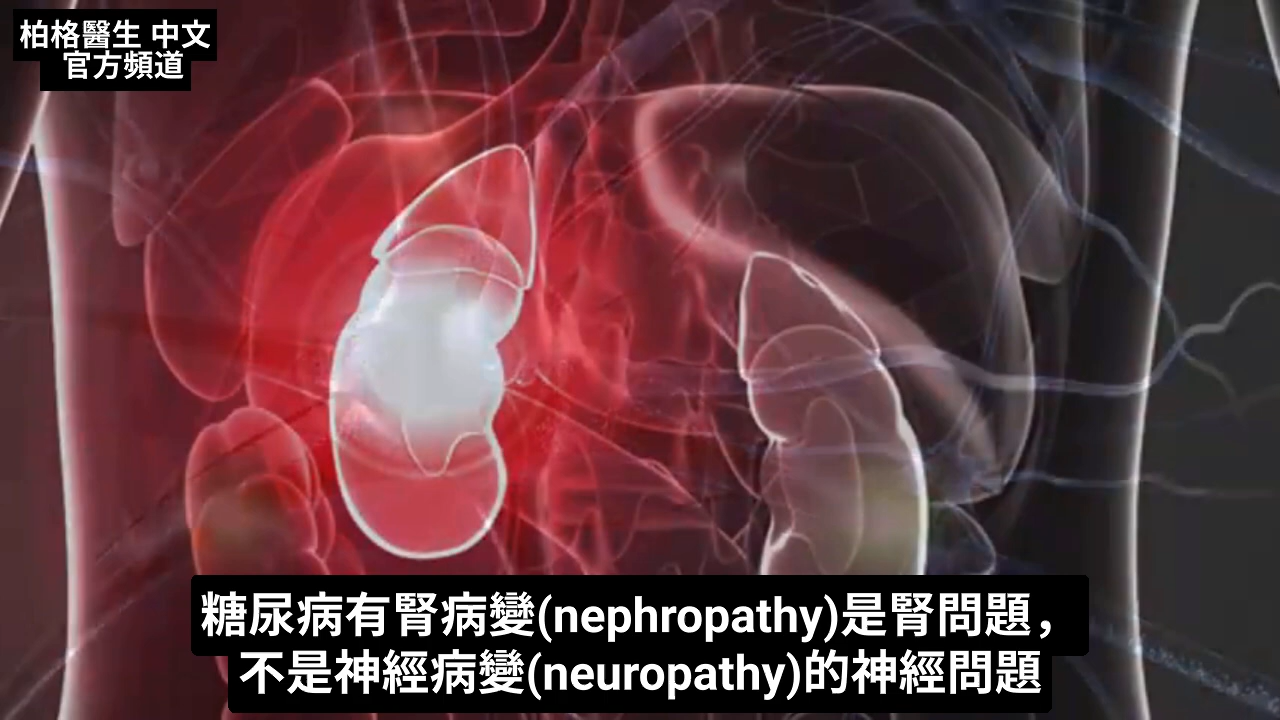 柏格醫生 中文
官方頻道
糖尿病有腎病變(nephropathy)是腎問題，
不是神經病變(neuropathy)的神經問題